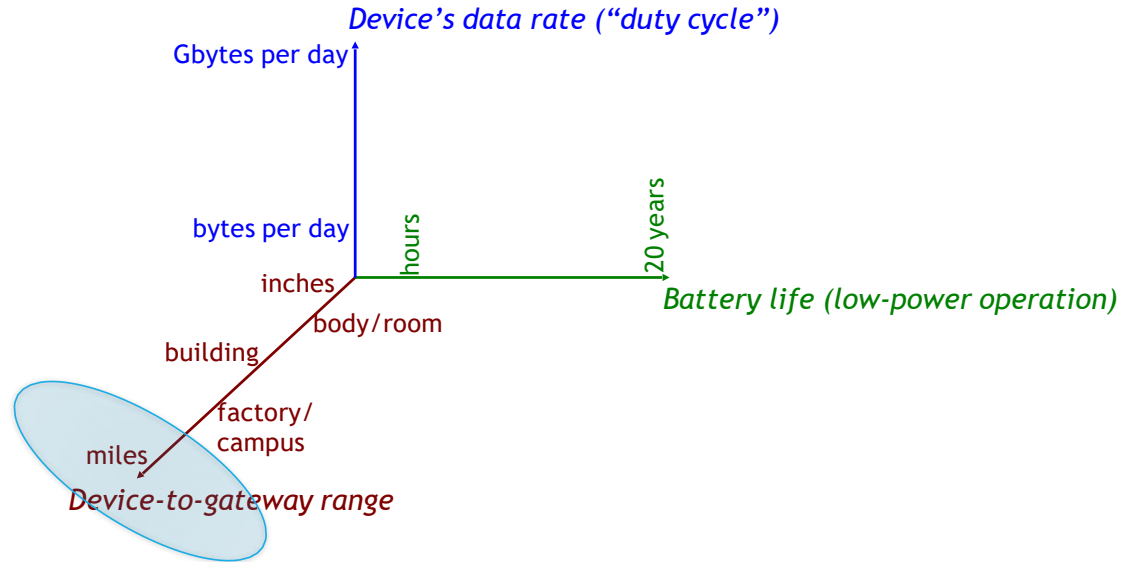 Device’s data rate (“duty cycle”)
Gbytes per day
bytes per day
hours
20 years
inches
Battery life (low-power operation)
body/room
building
factory/
campus
miles
Device-to-gateway range